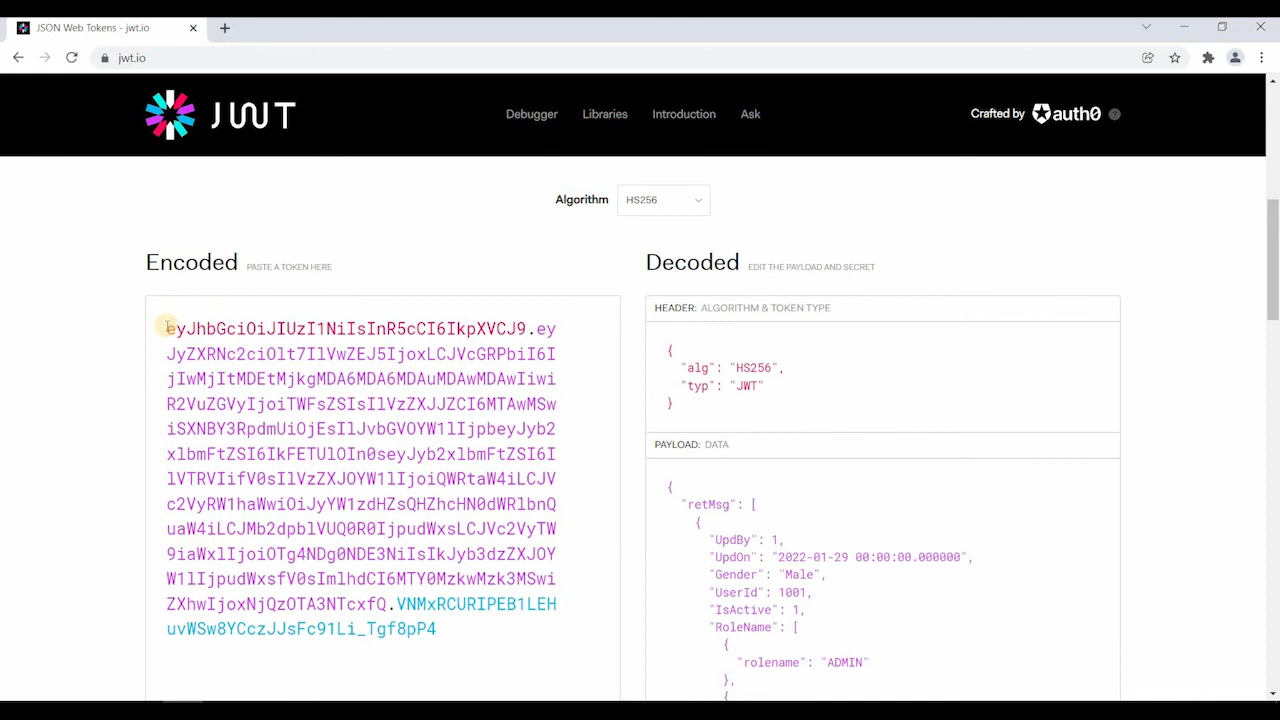 JSON Web Tokens - jwt.io
jwt.io
JWT
Debugger
Libraries
Introduction
Ask
Crafted by auth0
?
Algorithm
HS256
Encoded
PASTE A TOKEN HERE
eyJhbGciOiJIUzI1NiIsInR5cCI6IkpXVCJ9.ey
JyZXRNc2ciOlt7IlVwZEJ5IjoxLCJVcGRPbiI6I
jIwMjItMDEtMjkgMDA6MDA6MDAuMDAwMDAwIiwi
R2VuZGVyIjoiTWFsZSIsIlVzZXJJZCI6MTAwMSw
iSXNBY3RpdmUiOjEsIlJvbGVOYW1lIjpbeyJyb2
xlbmFtZSI6IkFETUlOIn0seyJyb2xlbmFtZSI6I
lVTRVIifV0sIlVzZXJOYW1lIjoiQWRtaW4iLCJV
c2VyRW1haWwiOiJyYW1zdHZsQHZhcHN0dWRlbnQ
uaW4iLCJMb2dpblVUQ0R0IjpudWxsLCJVc2VyTW
9iaWxlIjoiOTg4NDg0NDE3NiIsIkJyb3dzZXJOY
W1lIjpudWxsfV0sImlhdCI6MTY0MzkwMzk3MSwi
ZXhwIjoxNjQzOTA3NTcxfQ.VNMxRCURIPEB1LEH
uvWSw8YCczJJsFc91Li_Tgf8pP4
Decoded
EDIT THE PAYLOAD AND SECRET
HEADER: ALGORITHM & TOKEN TYPE
{
"alg": "HS256",
"typ": "JWT"
}
PAYLOAD: DATA
{
"retMsg": [
{
"UpdBy": 1,
"UpdOn": "2022-01-29 00:00:00.000000",
"Gender": "Male",
"UserId": 1001,
"IsActive": 1,
"RoleName": [
{
"rolename": "ADMIN"
},
{